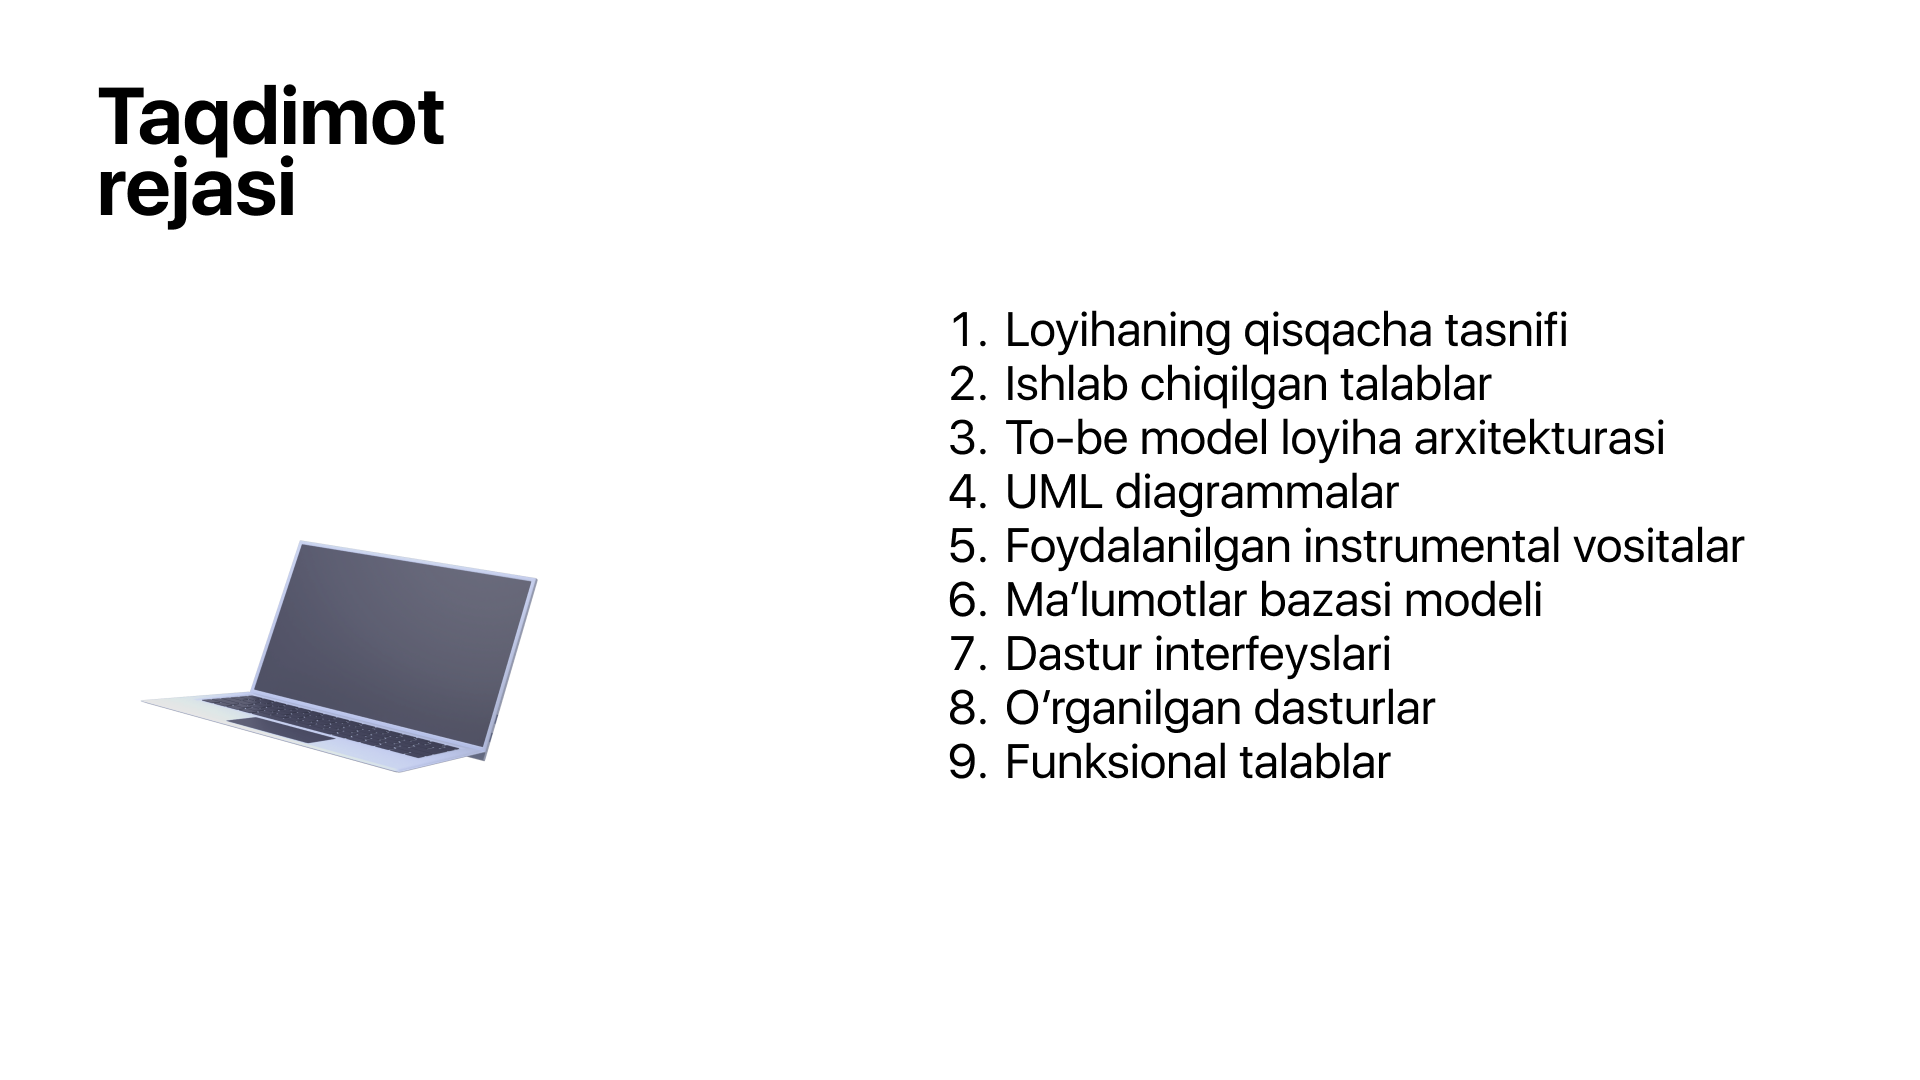 Taqdimot
rejasi
1. Loyihaning qisqacha tasnifi
2. Ishlab chiqilgan talablar
3. To-be model loyiha arxitekturasi
4. UML diagrammalar
5. Foydalanilgan instrumental vositalar
6. Ma’lumotlar bazasi modeli
7. Dastur interfeyslari
8. O’rganilgan dasturlar
9. Funksional talablar